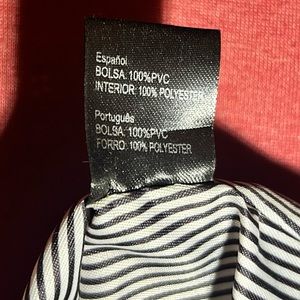 Español
BOLSA: 100%PVC
INTERIOR: 100% POLYESTER
Português
BOLSA: 100%PVC
FORRO: 100% POLYESTER